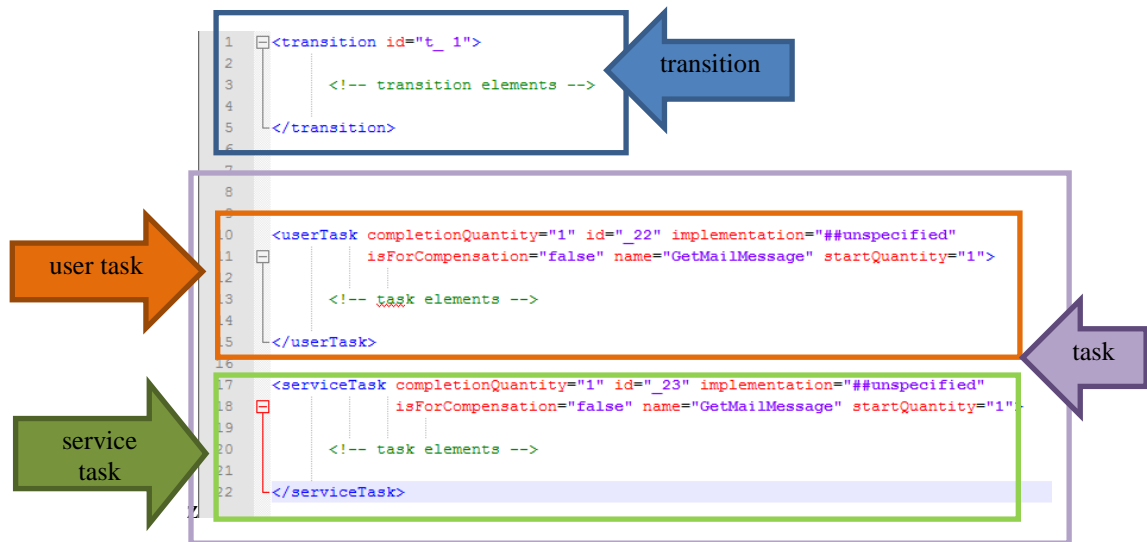 1 <transition id="t_ 1">
2
3 <!-- transition elements -->
4
5 </transition>
6
7
8
9
10 <userTask completionQuantity="1" id="_22" implementation="##unspecified"
11 isForCompensation="false" name="GetMailMessage" startQuantity="1">
12
13 <!-- task elements -->
14
15 </userTask>
16
17 <serviceTask completionQuantity="1" id="_23" implementation="##unspecified"
18 isForCompensation="false" name="GetMailMessage" startQuantity="1">
19
20 <!-- task elements -->
21
22 </serviceTask>
z
transition
user task
task
service
task